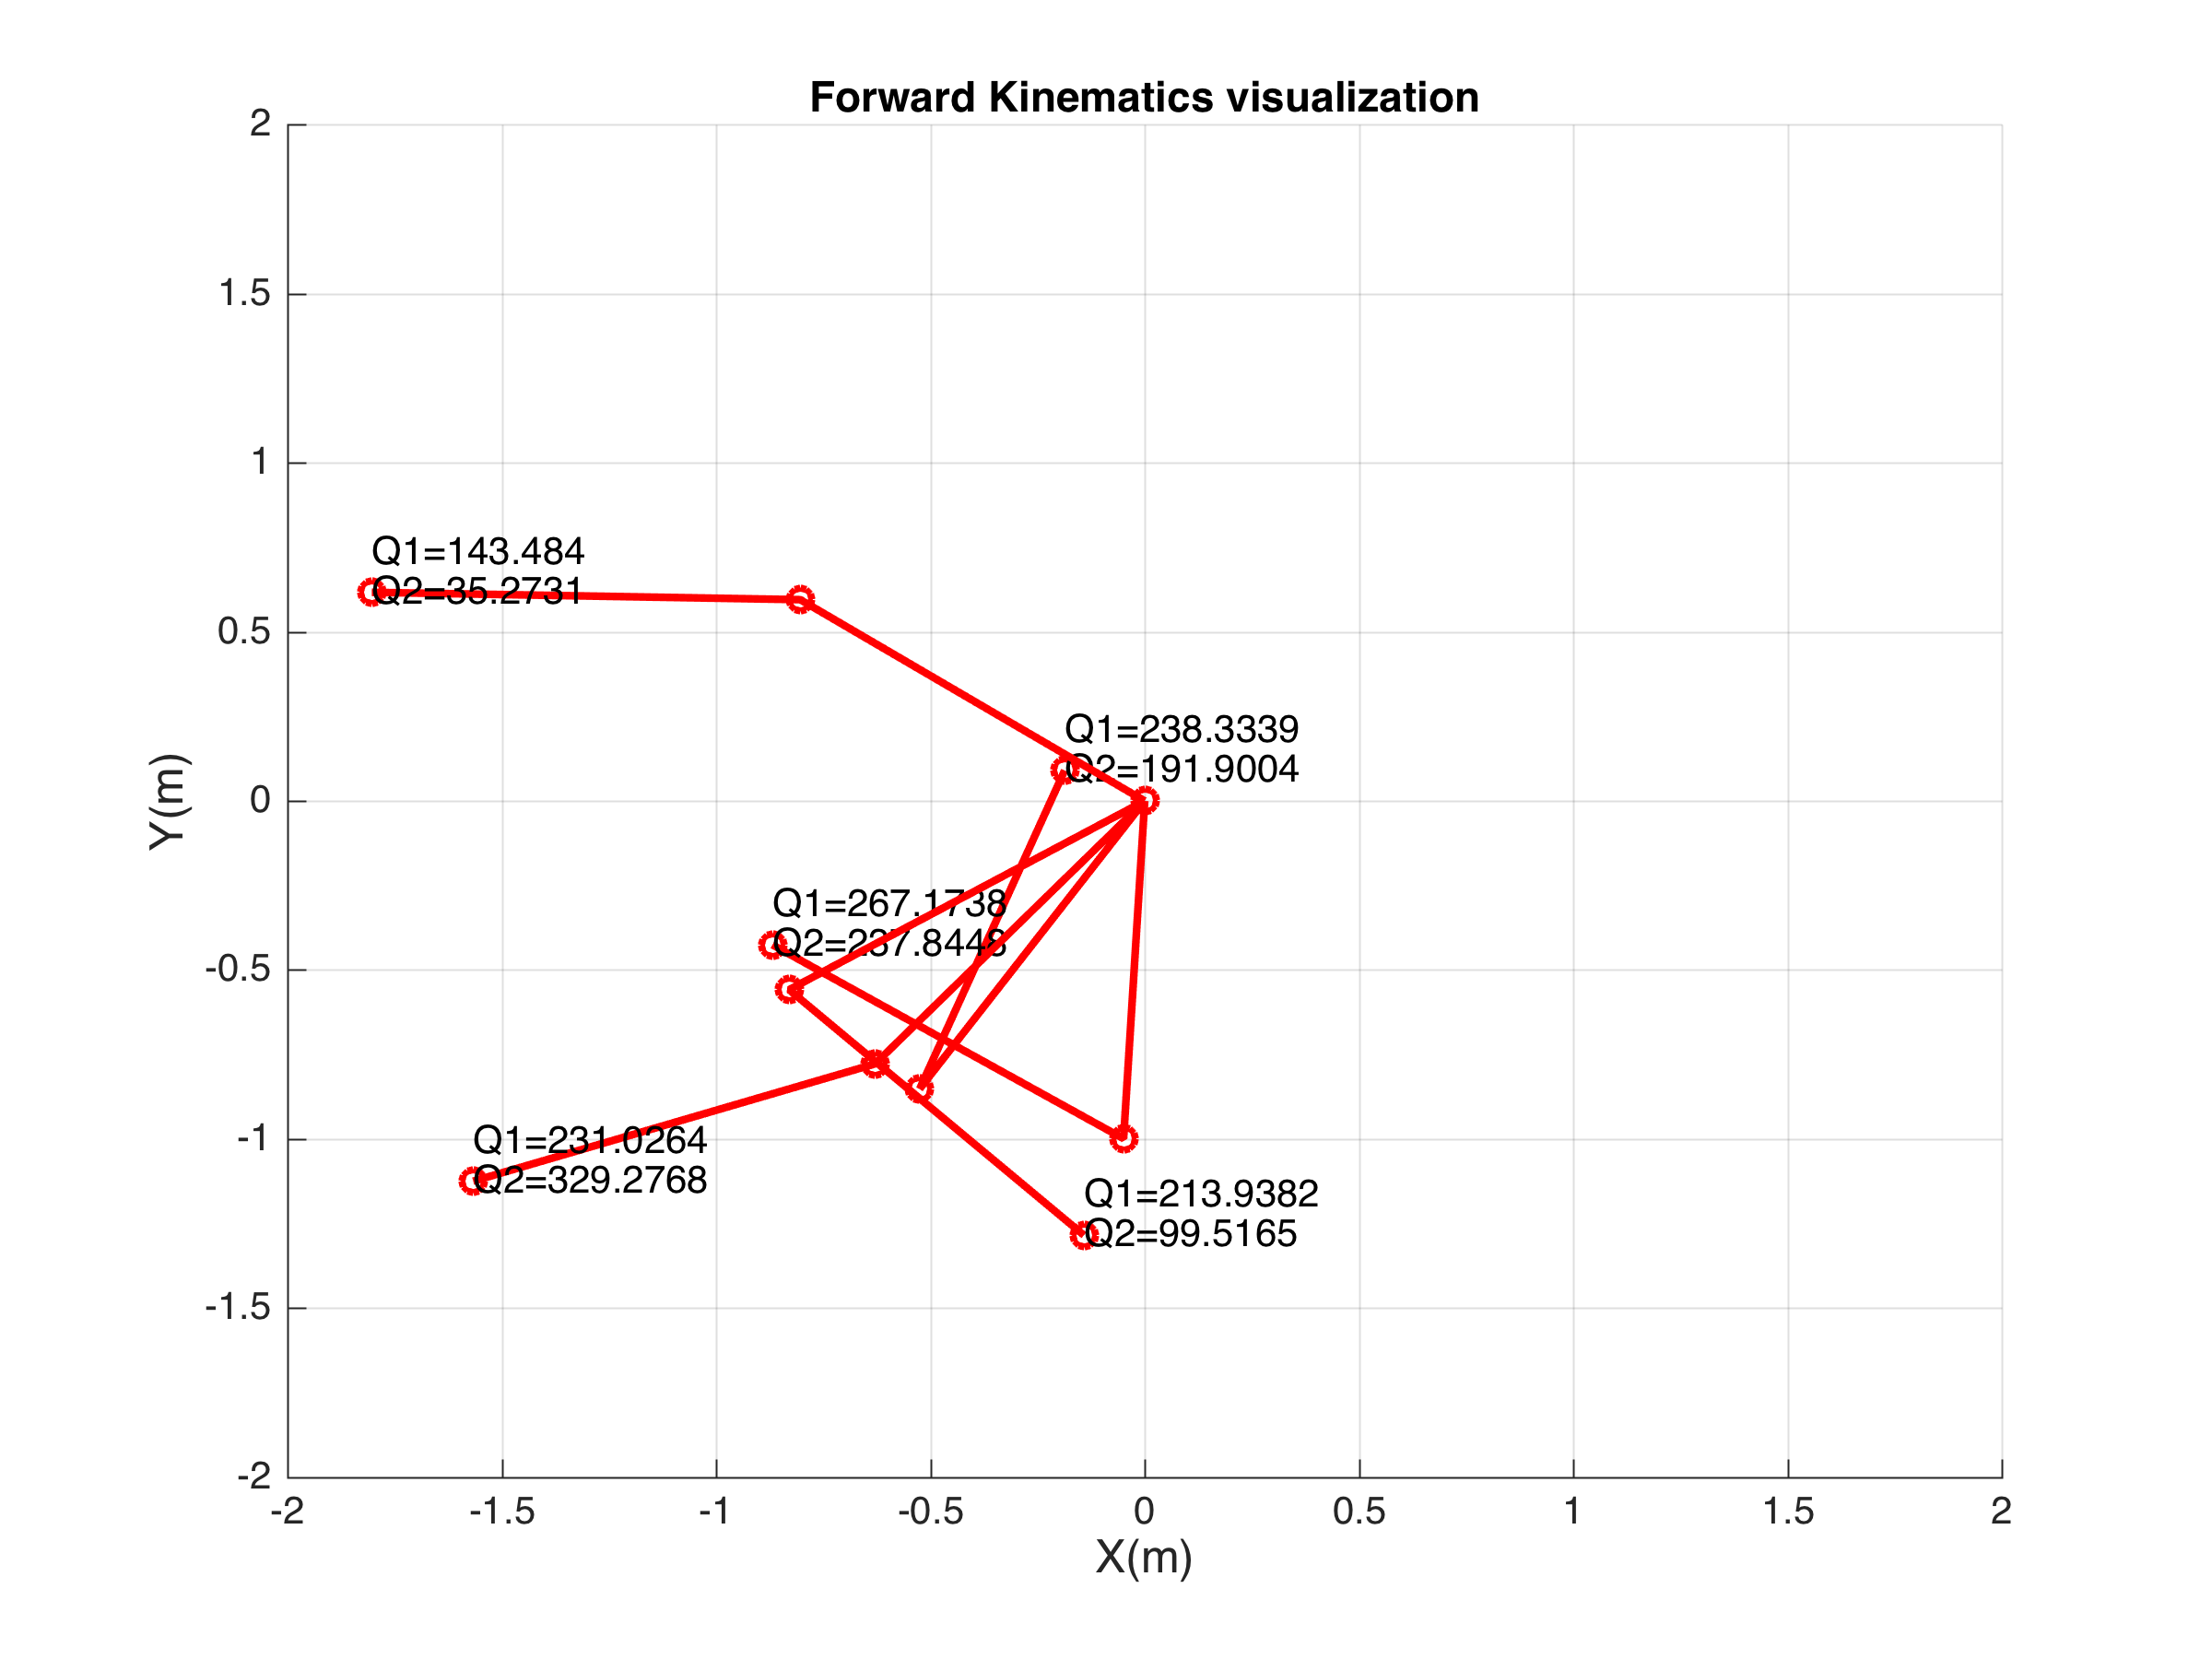 Forward Kinematics visualization
2
1.5
1
0.5
0
-0.5
-1
-1.5
-2
Y(m)
Q1=143.484
Q2=35.2731
Q1=238.3339
Q2=191.9004
Q1=267.1738
Q2=237.8448
Q1=231.0264
Q2=329.2768
Q1=213.9382
Q2=99.5165
-2
-1.5
-1
-0.5
0
0.5
1
1.5
2
X(m)